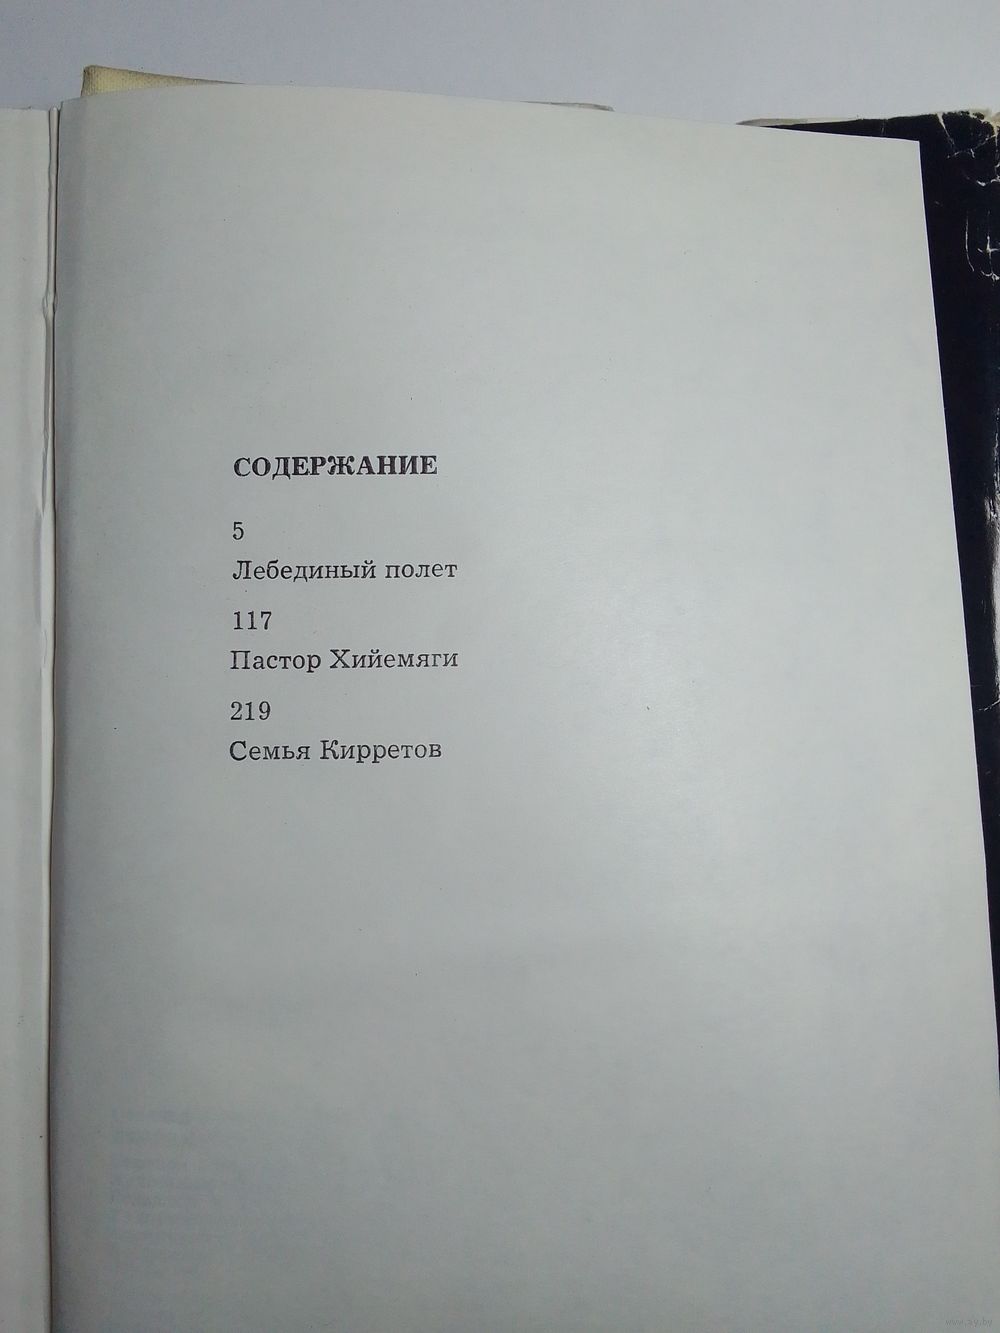 СОДЕРЖАНИЕ
5
Лебединый полет
117
Пастор Хийемяги
219
Семья Кирретов